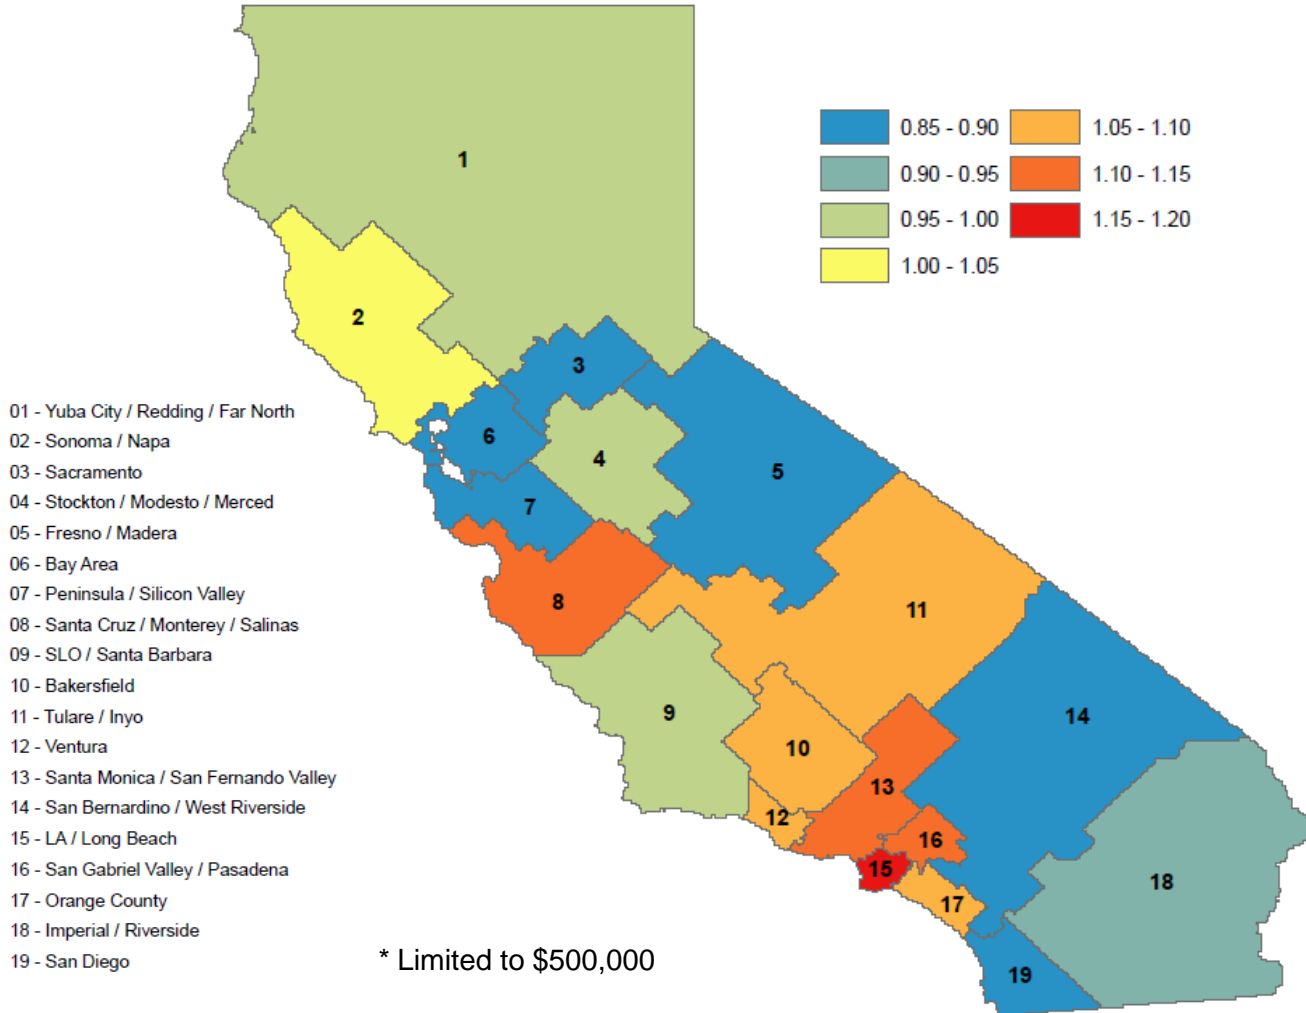 0.85 - 0.90
1.05 - 1.10
0.90 - 0.95
1.10 - 1.15
0.95 - 1.00
1.15 - 1.20
1.00 - 1.05
1
2
3
4
5
6
7
8
9
10
11
12
13
14
15
16
17
18
19
01 - Yuba City / Redding / Far North
02 - Sonoma / Napa
03 - Sacramento
04 - Stockton / Modesto / Merced
05 - Fresno / Madera
06 - Bay Area
07 - Peninsula / Silicon Valley
08 - Santa Cruz / Monterey / Salinas
09 - SLO / Santa Barbara
10 - Bakersfield
11 - Tulare / Inyo
12 - Ventura
13 - Santa Monica / San Fernando Valley
14 - San Bernardino / West Riverside
15 - LA / Long Beach
16 - San Gabriel Valley / Pasadena
17 - Orange County
18 - Imperial / Riverside
19 - San Diego
* Limited to $500,000